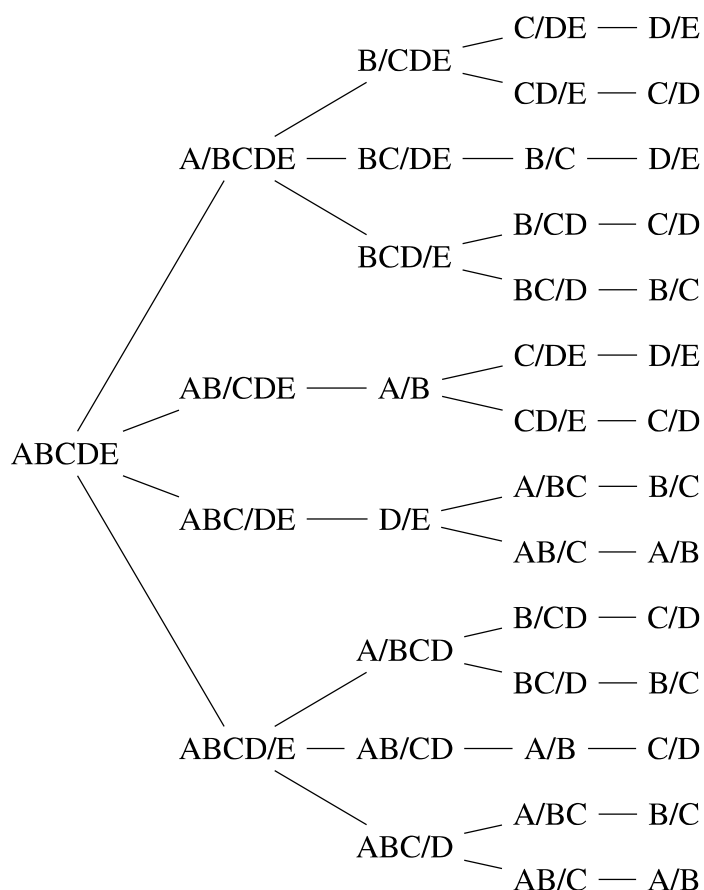 C/DE D/E
B/CDE
CD/E C/D
A/BCDE BC/DE B/C D/E
B/CD C/D
BCD/E
BC/D B/C
C/DE D/E
AB/CDE A/B
CD/E C/D
ABCDE
A/BC B/C
ABC/DE D/E
AB/C A/B
B/CD C/D
A/BCD
BC/D B/C
ABCD/E AB/CD A/B C/D
A/BC B/C
ABC/D
AB/C A/B